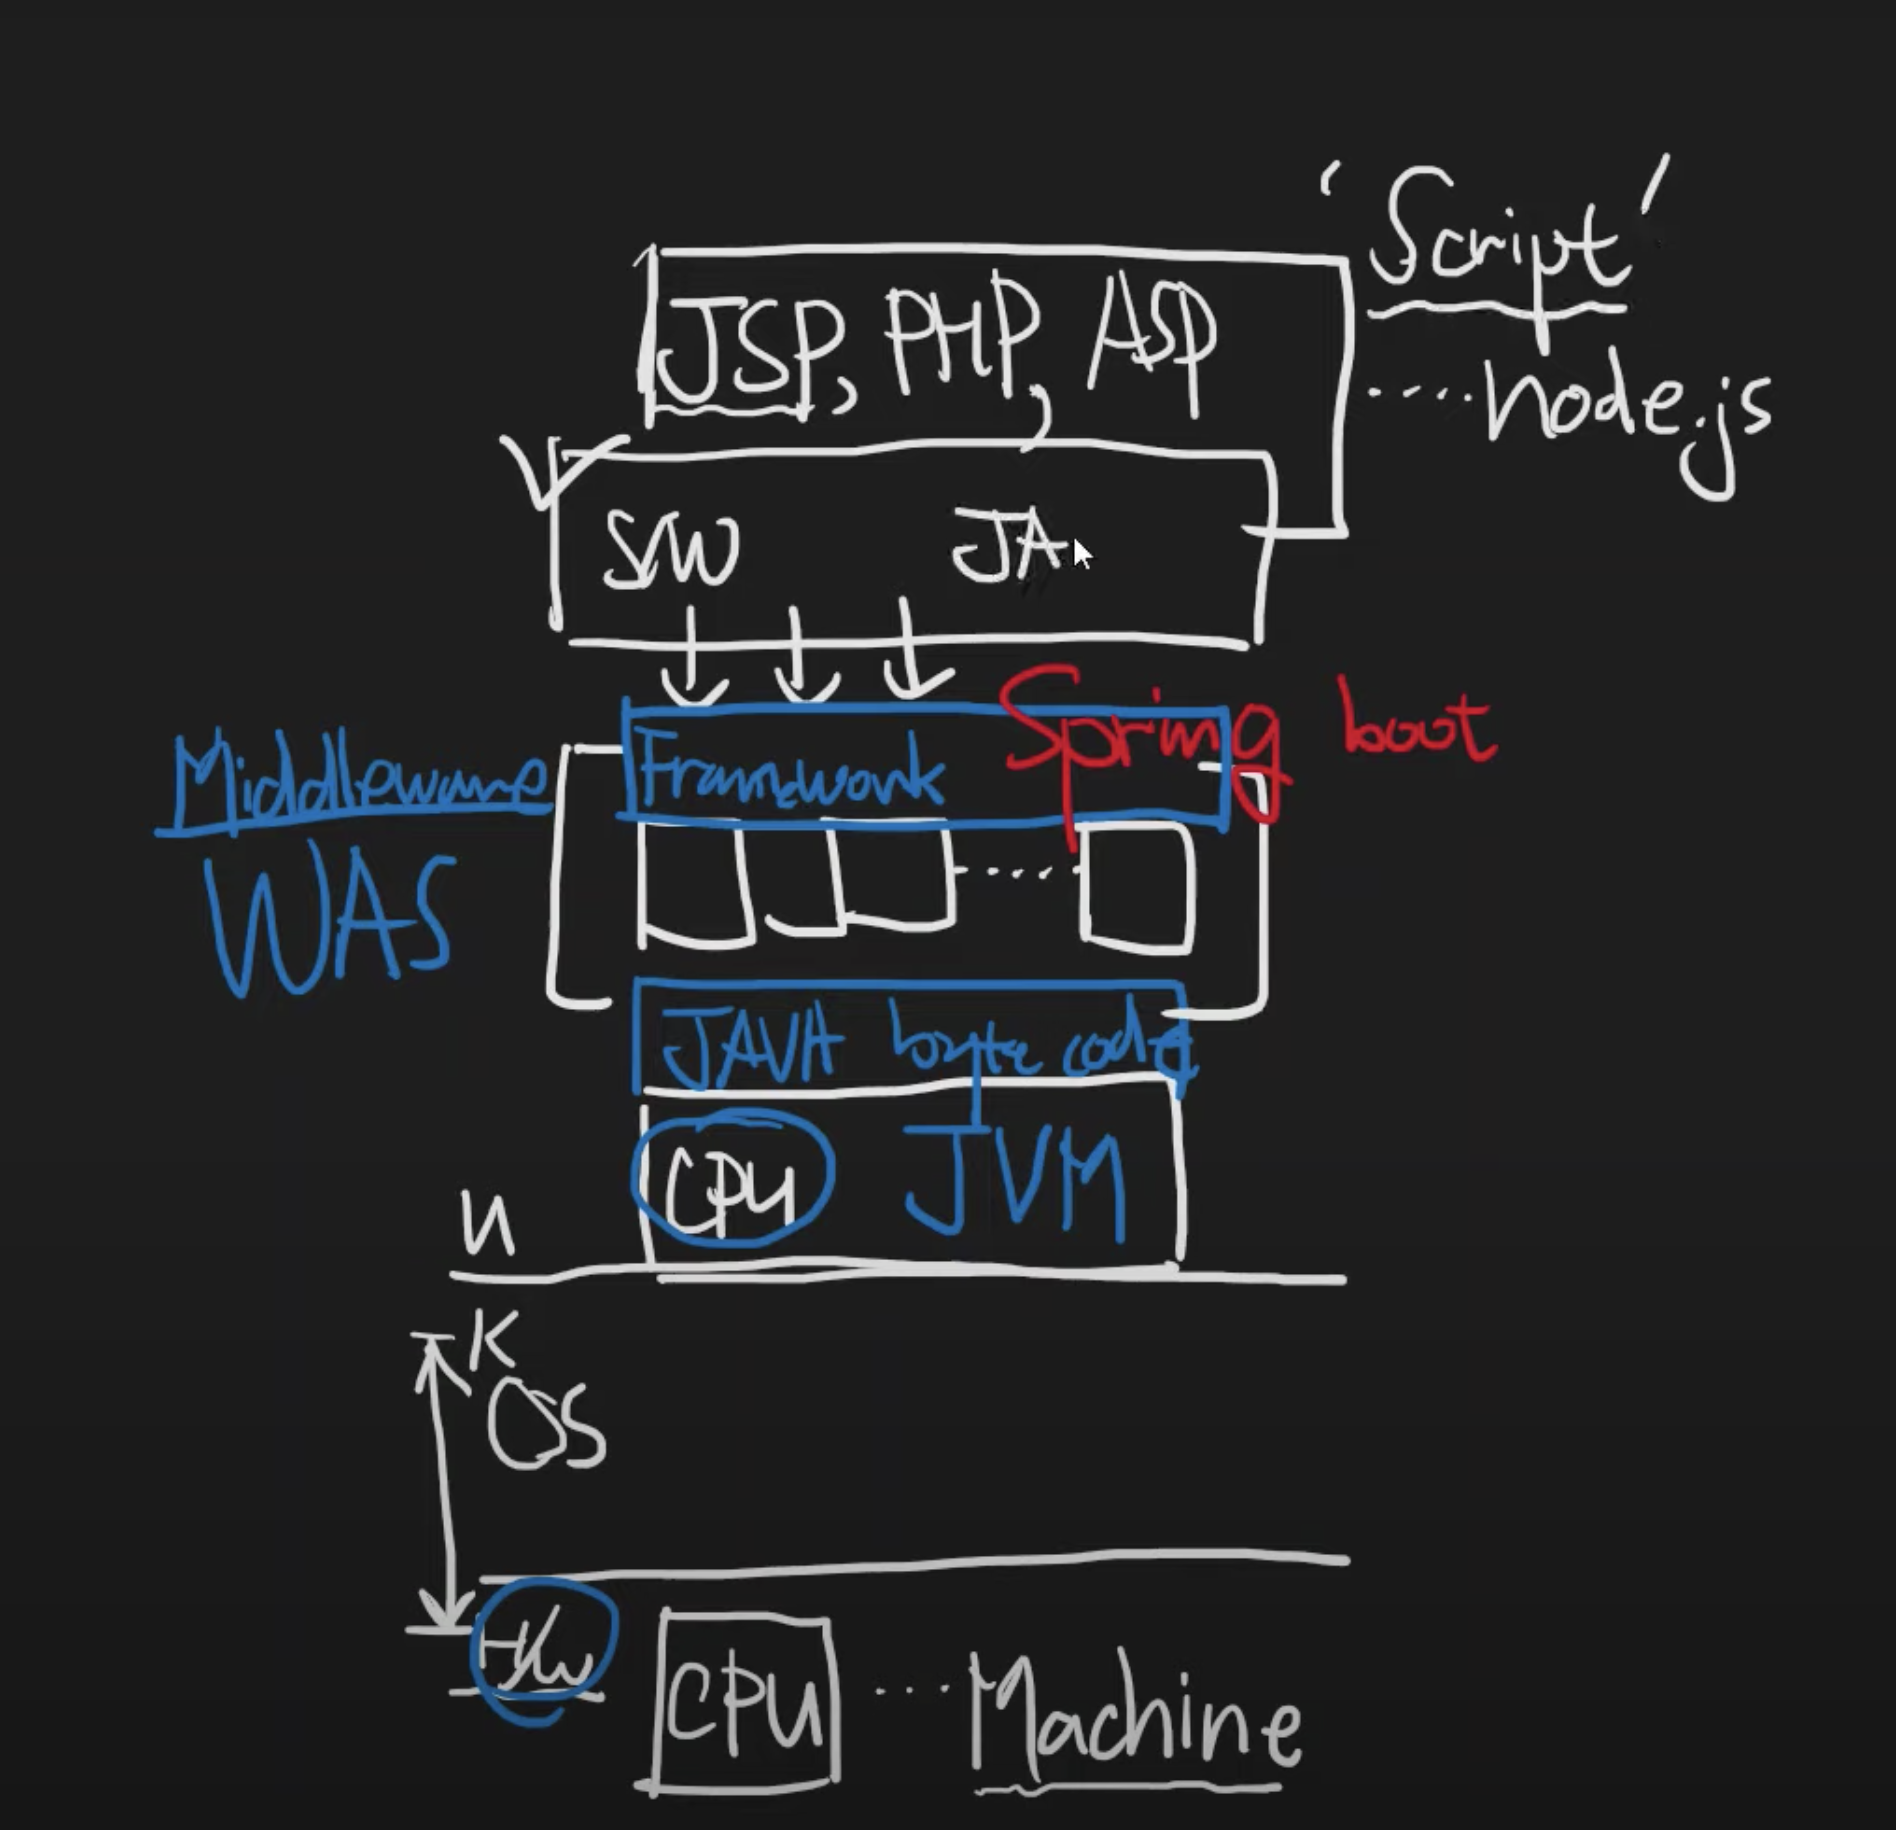 'Script'
JSP, PHP, ASP
....node.js
SW JA
Spring boot
Middleware
Framework
WAS
JAVA byte code
CPU JVM
U
K
OS
H/w
CPU ... Machine